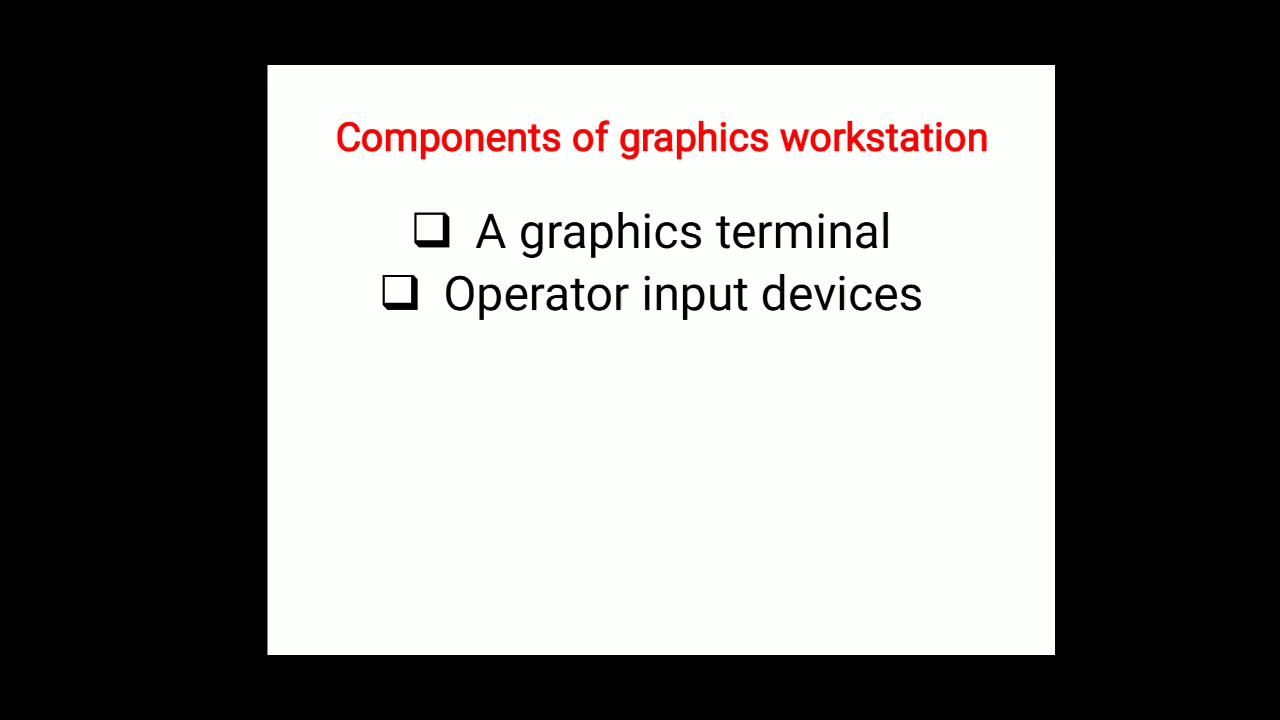 Components of graphics workstation
❑ A graphics terminal
❑ Operator input devices